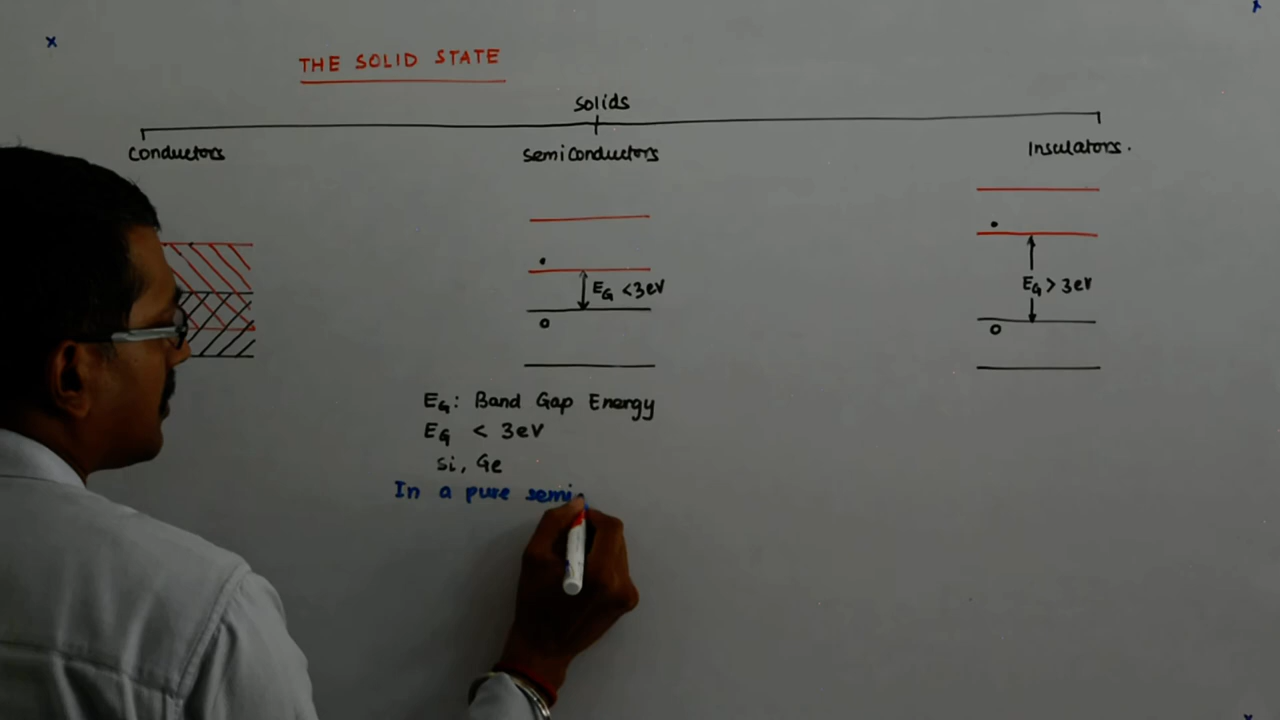 THE SOLID STATE
Solids
Conductors
Semiconductors
Insulators.
EG <3eV
EG > 3eV
EG: Band Gap Energy
EG < 3eV
Si, Ge
In a pure semi